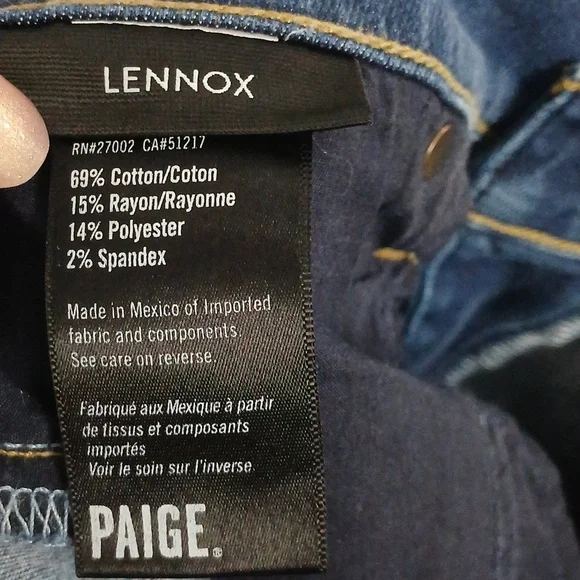 LENNOX
RN#27002 CA#51217
69% Cotton/Coton
15% Rayon/Rayonne
14% Polyester
2% Spandex
Made in Mexico of Imported
fabric and components.
See care on reverse.
Fabriqué aux Mexique à partir
de tissus et composants
importés
Voir le soin sur l'inverse.
PAIGE®